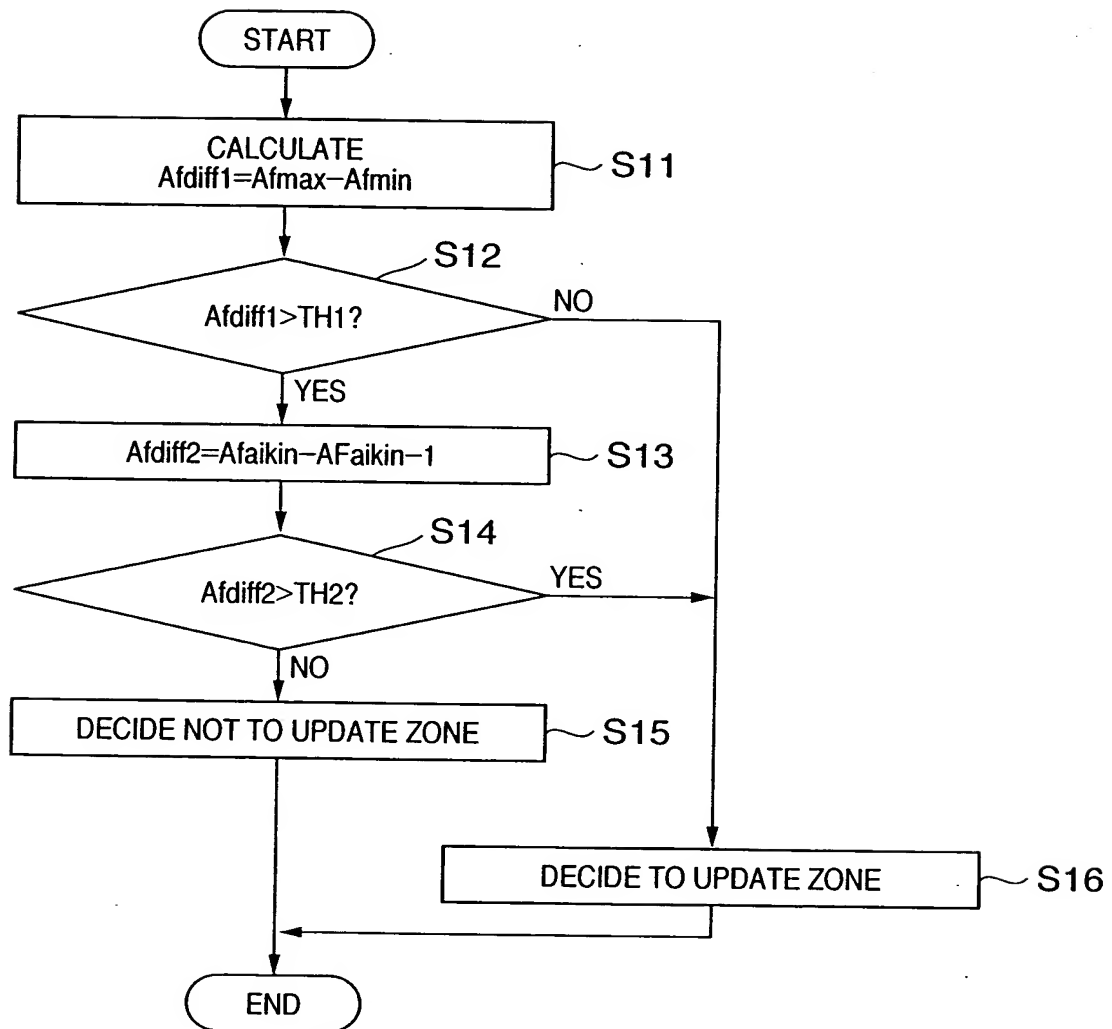 START
CALCULATE
Afdiff1=Afmax−Afmin
S11
S12
Afdiff1>TH1?
NO
YES
Afdiff2=Afaikin−AFaikin−1
S13
S14
Afdiff2>TH2?
YES
NO
DECIDE NOT TO UPDATE ZONE
S15
DECIDE TO UPDATE ZONE
S16
END